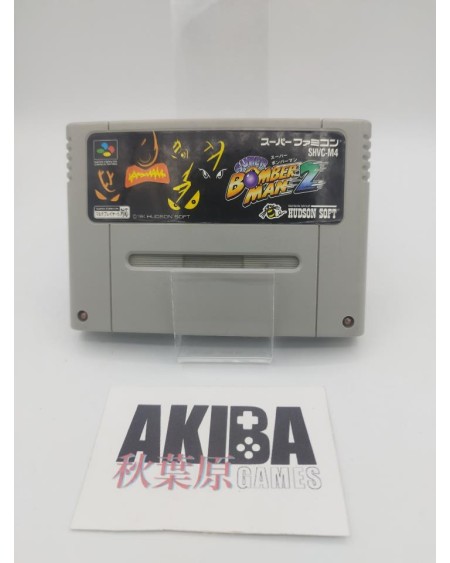 スーパーファミコン
SHVC-M4
SUPER
スーパー
ボンバーマン
BOMBER
MAN 2
HUDSON SOFT
©'94 HUDSON SOFT
AKIBA
秋葉原
GAMES